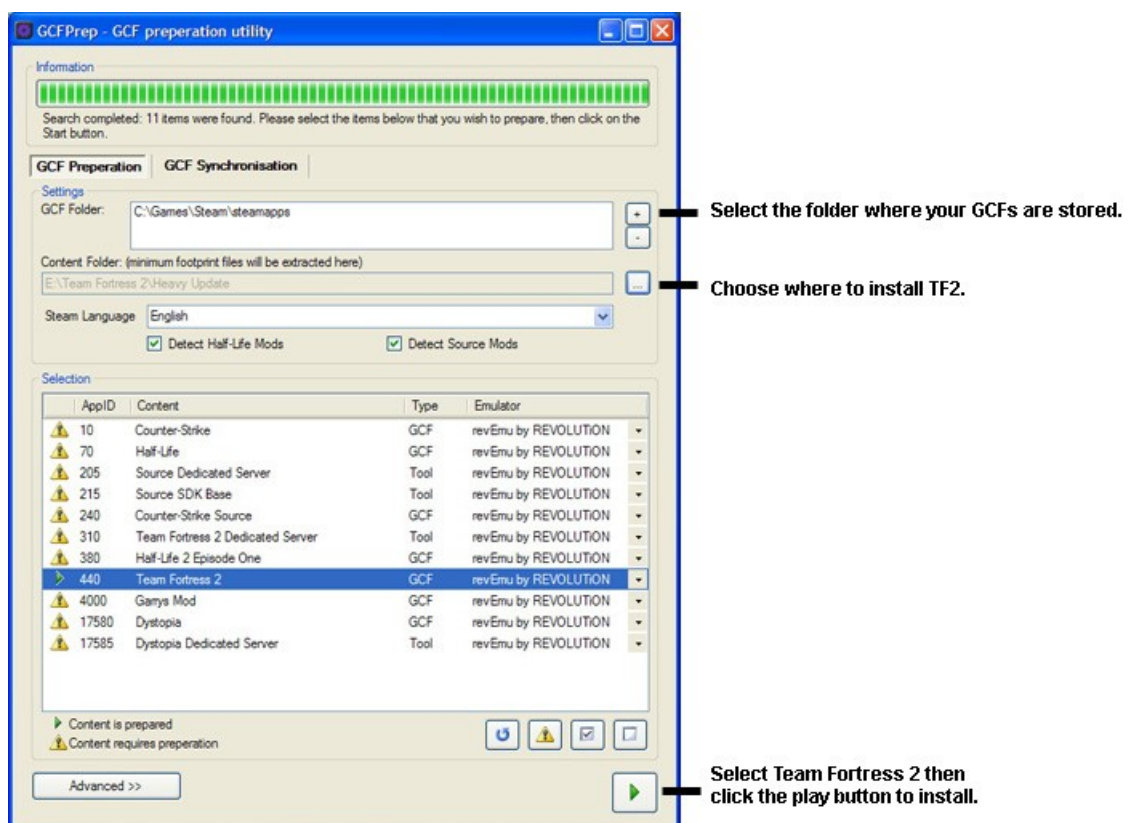 GCFPrep - GCF preperation utility
Information
Search completed: 11 items were found. Please select the items below that you wish to prepare, then click on the
Start button.
GCF Preperation GCF Synchronisation
Settings
GCF Folder: C:\Games\Steam\steamapps
+
-
Select the folder where your GCFs are stored.
Content Folder: (minimum footprint files will be extracted here)
E:\Team Fortress 2\Heavy Update ...
Choose where to install TF2.
Steam Language English
Detect Half-Life Mods Detect Source Mods
Selection
AppID Content Type Emulator
10 Counter-Strike GCF revEmu by REVOLUTiON
70 Half-Life GCF revEmu by REVOLUTiON
205 Source Dedicated Server Tool revEmu by REVOLUTiON
215 Source SDK Base Tool revEmu by REVOLUTiON
240 Counter-Strike Source GCF revEmu by REVOLUTiON
310 Team Fortress 2 Dedicated Server Tool revEmu by REVOLUTiON
380 Half-Life 2 Episode One GCF revEmu by REVOLUTiON
440 Team Fortress 2 GCF revEmu by REVOLUTiON
4000 Garrys Mod GCF revEmu by REVOLUTiON
17580 Dystopia GCF revEmu by REVOLUTiON
17585 Dystopia Dedicated Server Tool revEmu by REVOLUTiON
Content is prepared
Content requires preperation
Advanced >>
Select Team Fortress 2 then
click the play button to install.